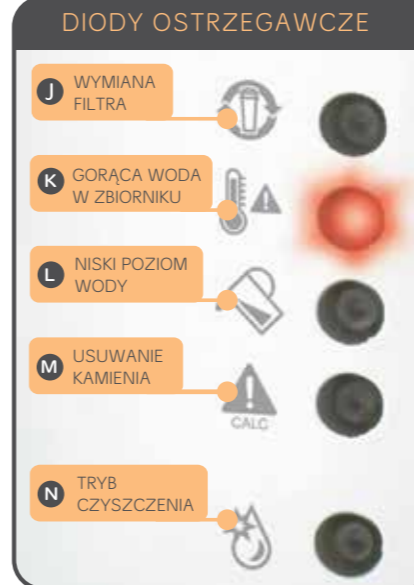 DIODY OSTRZEGAWCZE
J WYMIANA
FILTRA
K GORĄCA WODA
W ZBIORNIKU
L NISKI POZIOM
WODY
M USUWANIE
KAMIENIA
CALC
N TRYB
CZYSZCZENIA